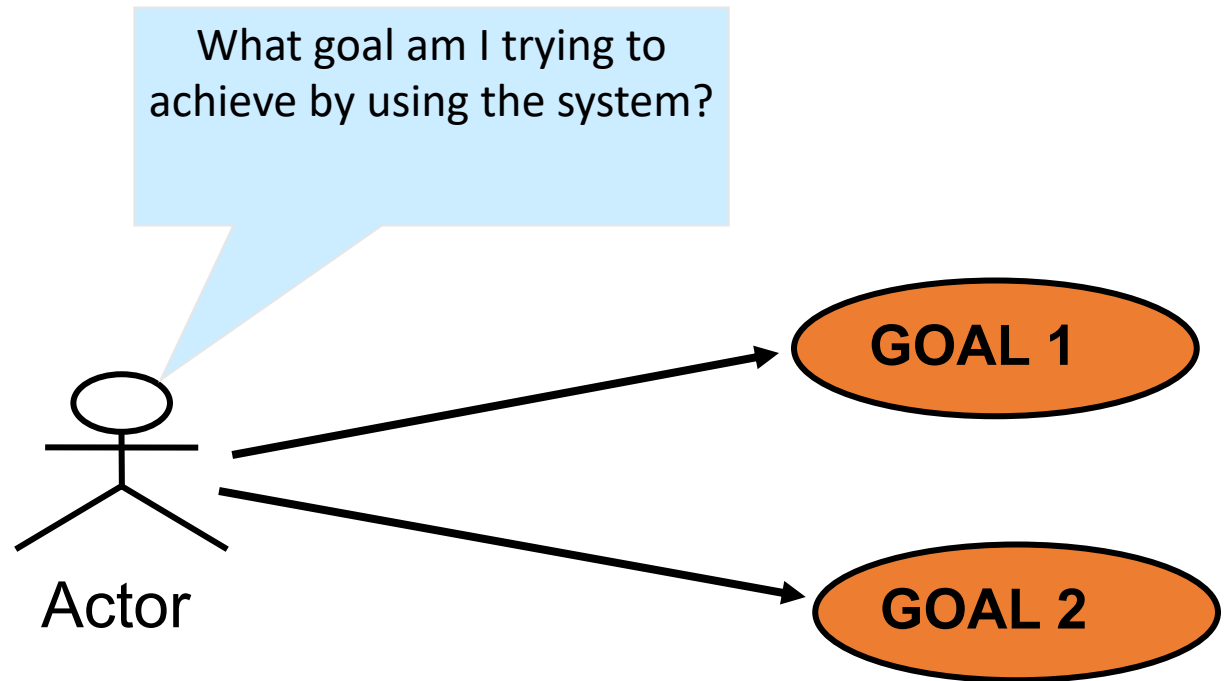 What goal am I trying to
achieve by using the system?
GOAL 1
Actor
GOAL 2